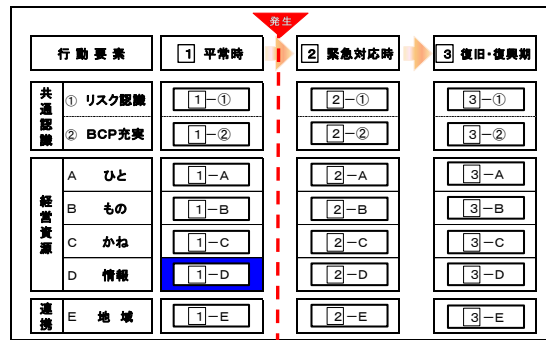 発生
行動要素 1 平常時 2 緊急対応時 3 復旧・復興期
共通認識
① リスク認識 1-① 2-① 3-①
② BCP充実 1-② 2-② 3-②
経営資源
A ひと 1-A 2-A 3-A
B もの 1-B 2-B 3-B
C かね 1-C 2-C 3-C
D 情報 1-D 2-D 3-D
連携
E 地域 1-E 2-E 3-E